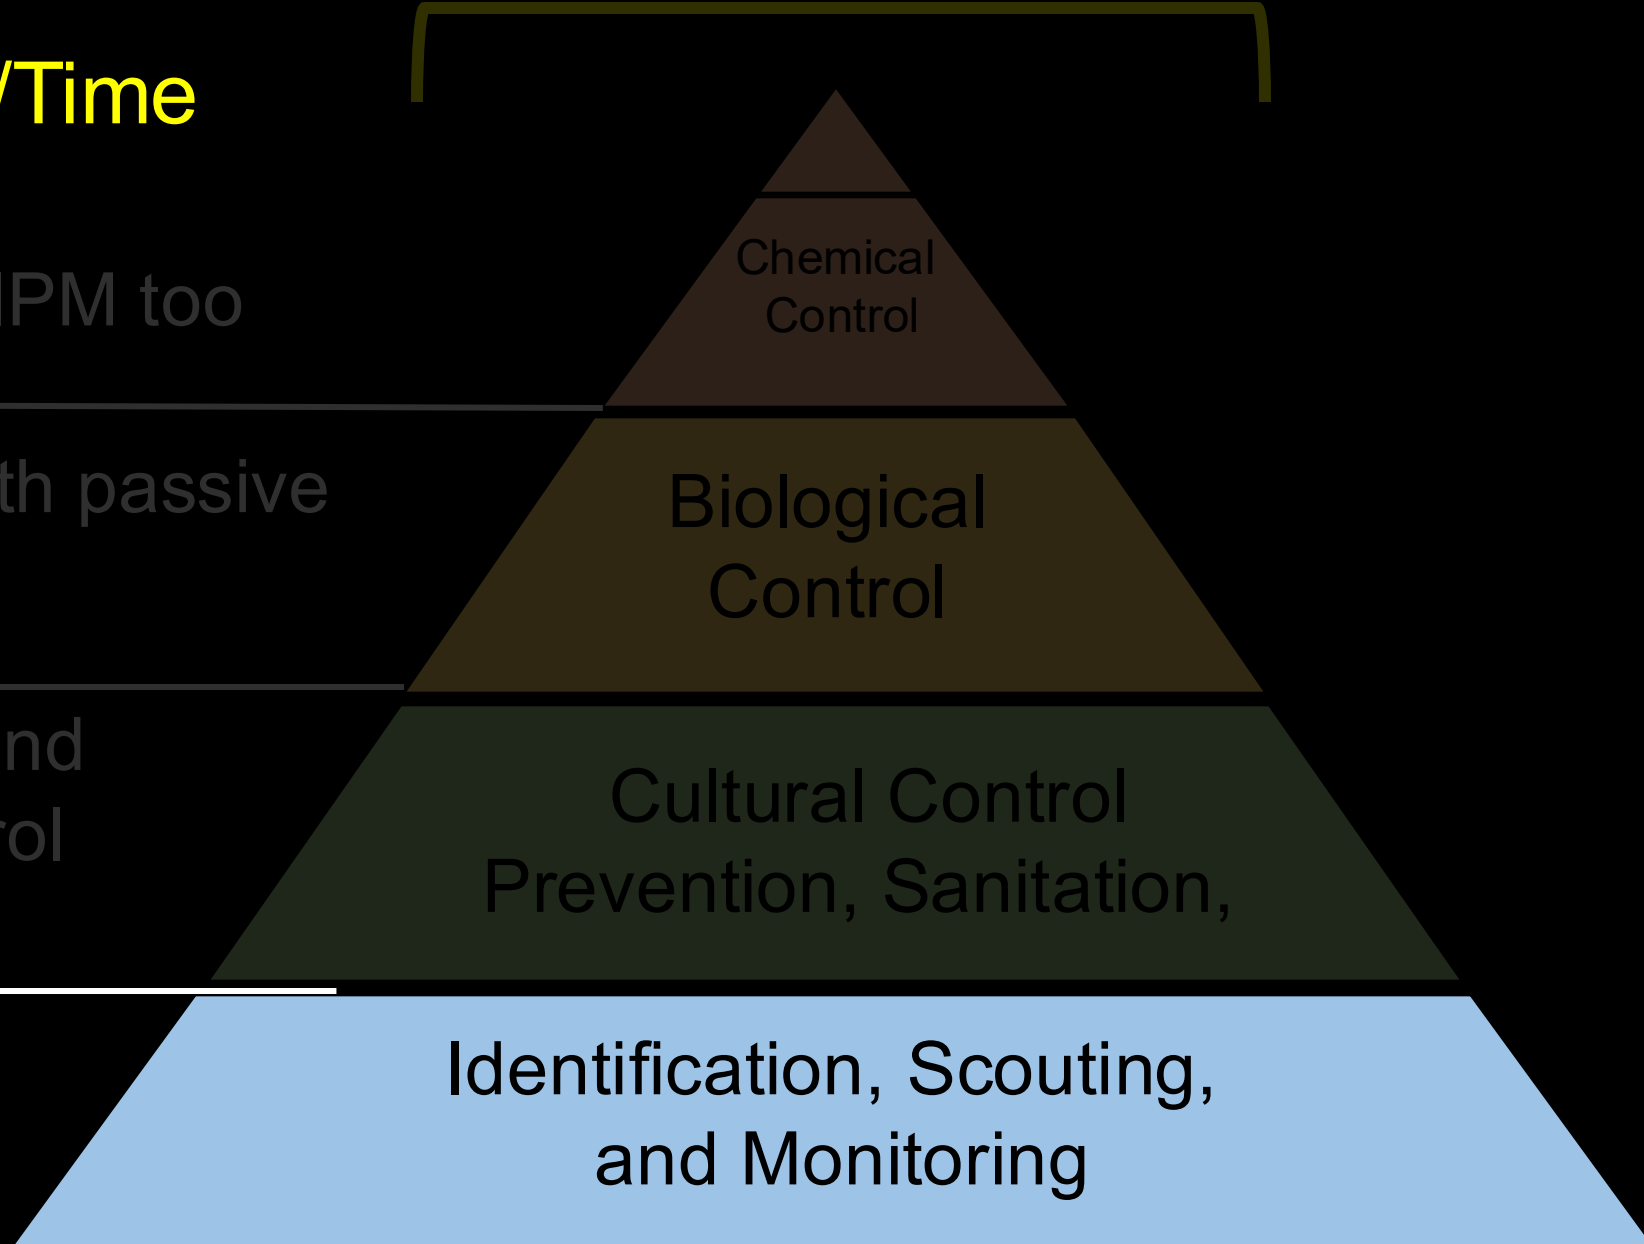 /Time
IPM too
th passive
nd
rol
Chemical
Control
Biological
Control
Cultural Control
Prevention, Sanitation,
Identification, Scouting,
and Monitoring